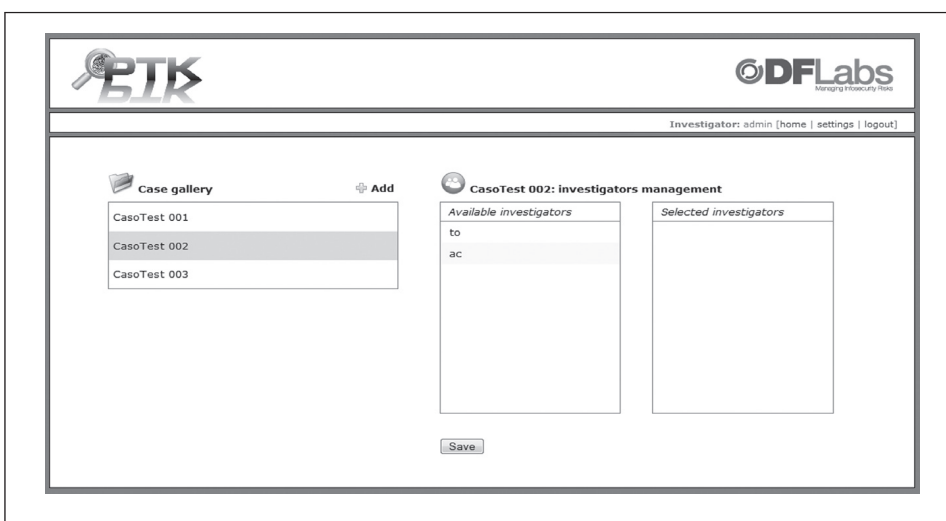 PTK
DFLabs
Managing Infosecurity Risks
Investigator: admin [home | settings | logout]
Case gallery
Add
CasoTest 001
CasoTest 002
CasoTest 003
CasoTest 002: investigators management
Available investigators
to
ac
Selected investigators
Save